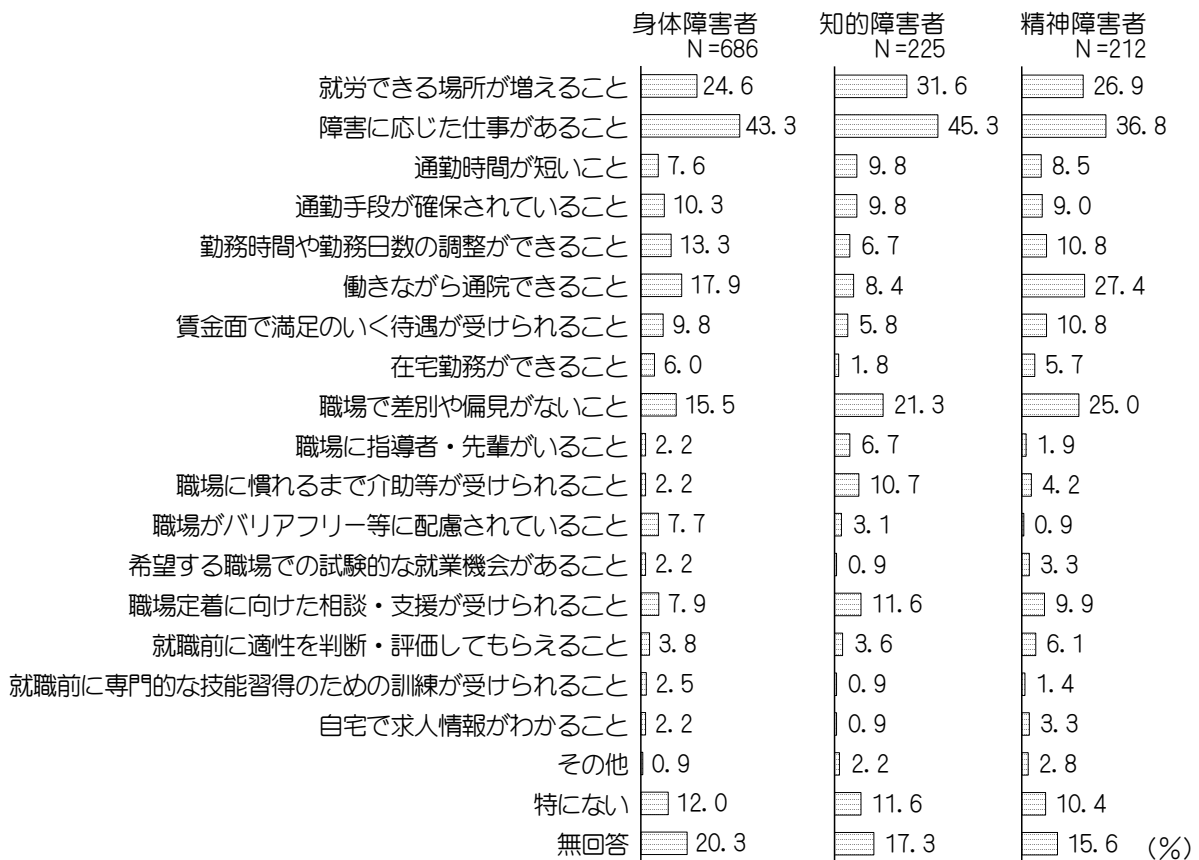 身体障害者 知的障害者 精神障害者
N=686 N=225 N=212
就労できる場所が増えること 24.6 31.6 26.9
障害に応じた仕事があること 43.3 45.3 36.8
通勤時間が短いこと 7.6 9.8 8.5
通勤手段が確保されていること 10.3 9.8 9.0
勤務時間や勤務日数の調整ができること 13.3 6.7 10.8
働きながら通院できること 17.9 8.4 27.4
賃金面で満足のいく待遇が受けられること 9.8 5.8 10.8
在宅勤務ができること 6.0 1.8 5.7
職場で差別や偏見がないこと 15.5 21.3 25.0
職場に指導者・先輩がいること 2.2 6.7 1.9
職場に慣れるまで介助等が受けられること 2.2 10.7 4.2
職場がバリアフリー等に配慮されていること 7.7 3.1 0.9
希望する職場での試験的な就業機会があること 2.2 0.9 3.3
職場定着に向けた相談・支援が受けられること 7.9 11.6 9.9
就職前に適性を判断・評価してもらえること 3.8 3.6 6.1
就職前に専門的な技能習得のための訓練が受けられること 2.5 0.9 1.4
自宅で求人情報がわかること 2.2 0.9 3.3
その他 0.9 2.2 2.8
特にない 12.0 11.6 10.4
無回答 20.3 17.3 15.6 (%)